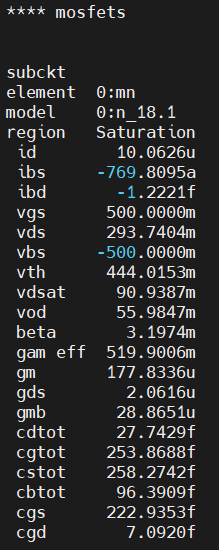 **** mosfets
subckt
element  0:mn
model    0:n_18.1
region   Saturation
id       10.0626u
ibs    -769.8095a
ibd      -1.2221f
vgs     500.0000m
vds     293.7404m
vbs    -500.0000m
vth     444.0153m
vdsat    90.9387m
vod      55.9847m
beta      3.1974m
gam eff 519.9006m
gm      177.8336u
gds       2.0616u
gmb      28.8651u
cdtot    27.7429f
cgtot   253.8688f
cstot   258.2742f
cbtot    96.3909f
cgs     222.9353f
cgd       7.0920f